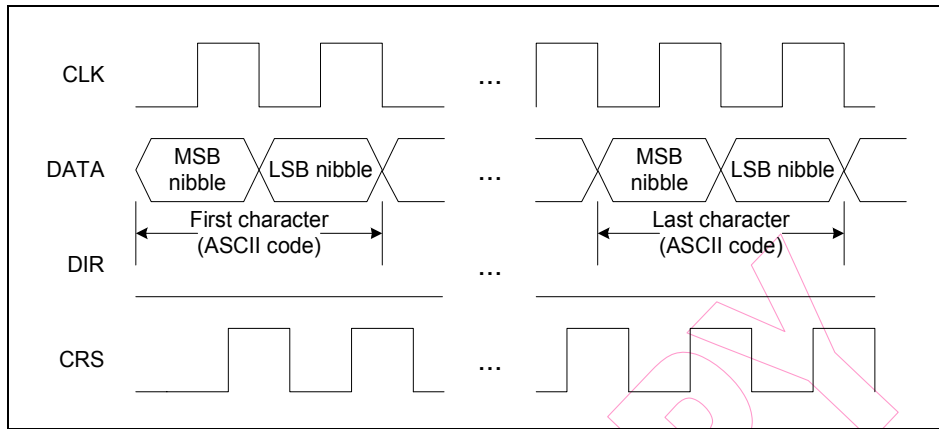 CLK
...
DATA
MSB
nibble
LSB nibble
...
MSB
nibble
LSB nibble
First character
(ASCII code)
Last character
(ASCII code)
DIR
...
CRS
...